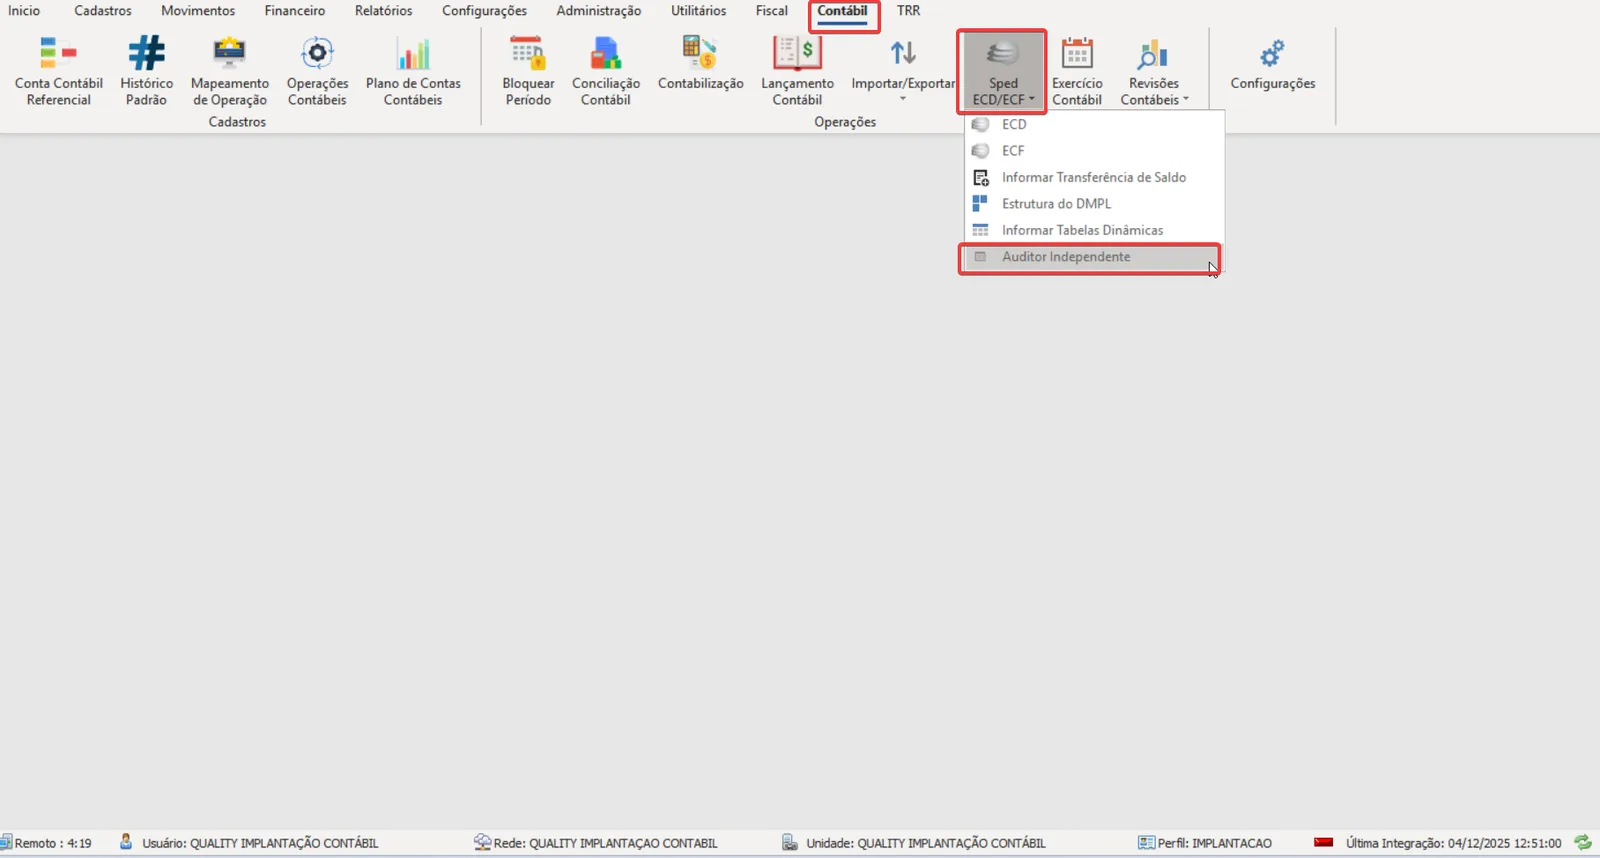 Inicio Cadastros Movimentos Financeiro Relatórios Configurações Administração Utilitários Fiscal Contábil TRR
Conta Contábil Referencial
Histórico Padrão
Mapeamento de Operação
Operações Contábeis
Plano de Contas Contábeis
Cadastros
Bloquear Período
Conciliação Contábil
Contabilização
Lançamento Contábil
Importar/Exportar
Sped ECD/ECF
Exercício Contábil
Revisões Contábeis
Operações
Configurações
ECD
ECF
Informar Transferência de Saldo
Estrutura do DMPL
Informar Tabelas Dinâmicas
Auditor Independente
Remoto : 4:19 Usuário: QUALITY IMPLANTAÇÃO CONTÁBIL Rede: QUALITY IMPLANTAÇAO CONTABIL Unidade: QUALITY IMPLANTAÇÃO CONTÁBIL Perfil: IMPLANTACAO Última Integração: 04/12/2025 12:51:00